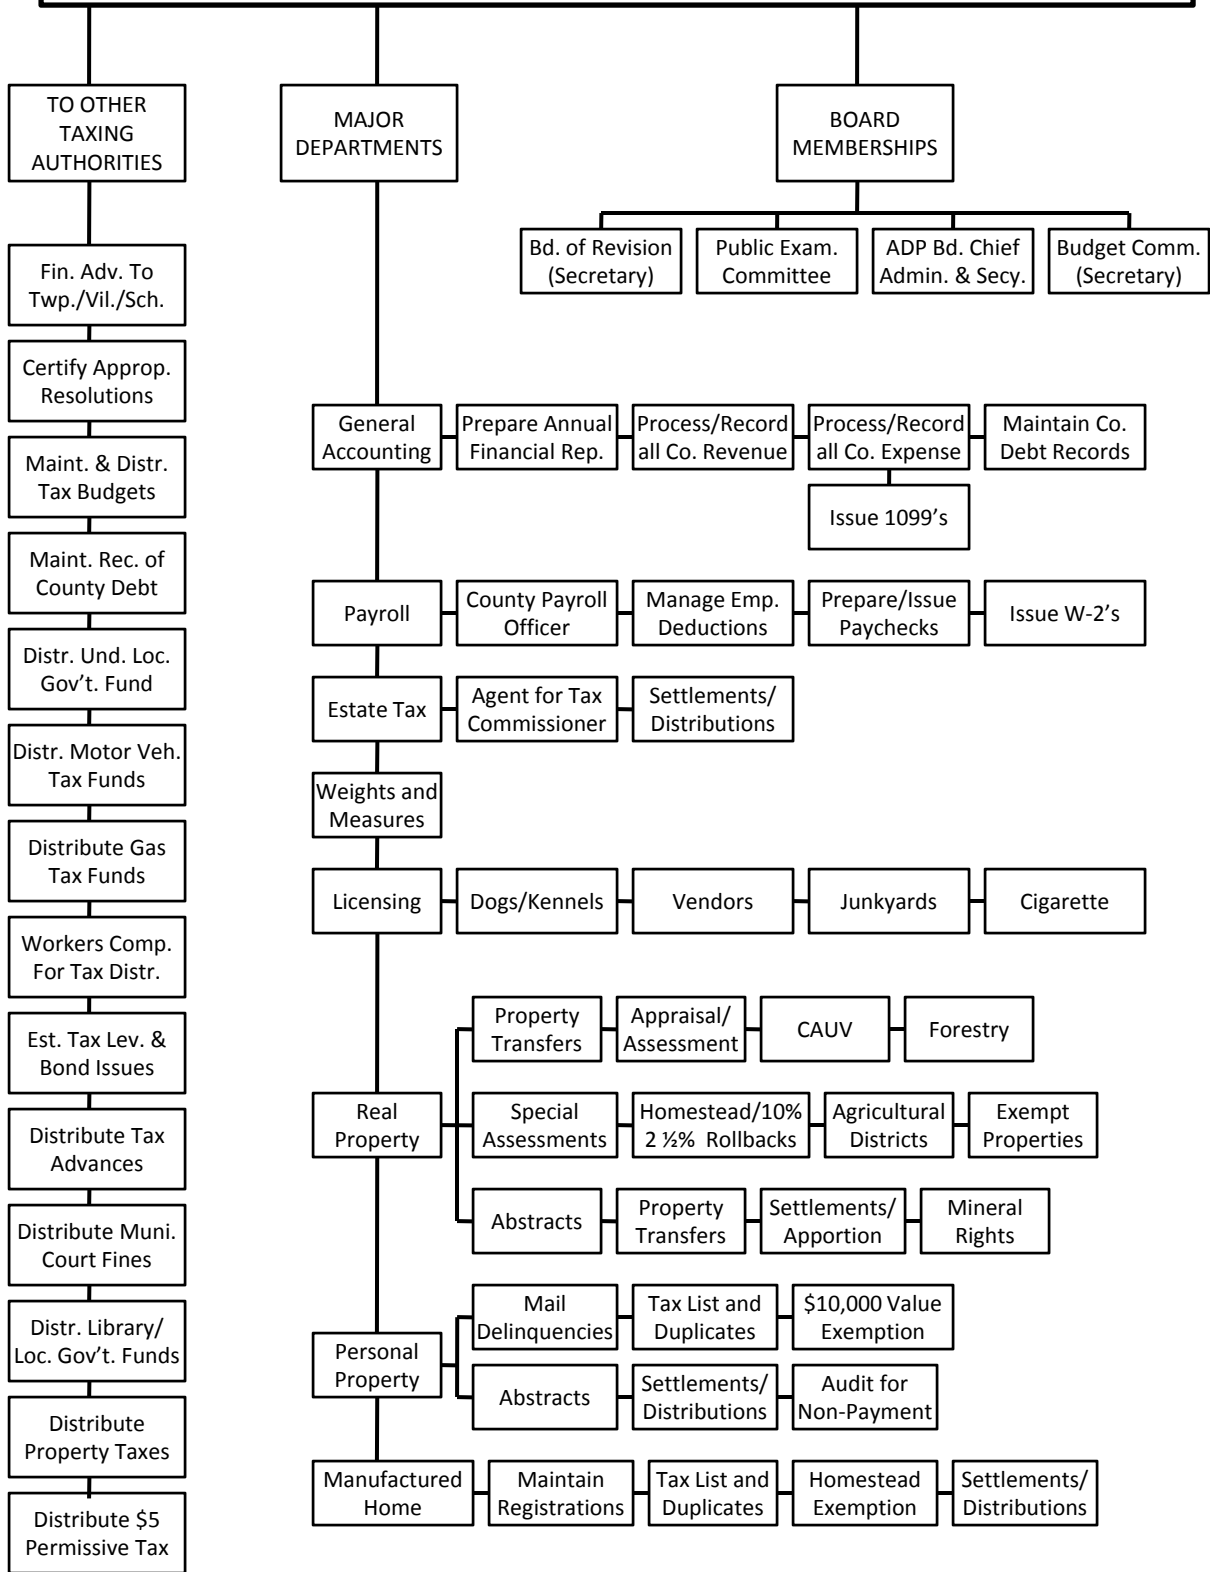 TO OTHER
TAXING
AUTHORITIES
MAJOR
DEPARTMENTS
BOARD
MEMBERSHIPS
Bd. of Revision
(Secretary)
Public Exam.
Committee
ADP Bd. Chief
Admin. & Secy.
Budget Comm.
(Secretary)
Fin. Adv. To
Twp./Vil./Sch.
Certify Approp.
Resolutions
Maint. & Distr.
Tax Budgets
Maint. Rec. of
County Debt
Distr. Und. Loc.
Gov't. Fund
Distr. Motor Veh.
Tax Funds
Distribute Gas
Tax Funds
Workers Comp.
For Tax Distr.
Est. Tax Lev. &
Bond Issues
Distribute Tax
Advances
Distribute Muni.
Court Fines
Distr. Library/
Loc. Gov't. Funds
Distribute
Property Taxes
Distribute $5
Permissive Tax
General
Accounting
Prepare Annual
Financial Rep.
Process/Record
all Co. Revenue
Process/Record
all Co. Expense
Maintain Co.
Debt Records
Issue 1099's
Payroll
County Payroll
Officer
Manage Emp.
Deductions
Prepare/Issue
Paychecks
Issue W-2's
Estate Tax
Agent for Tax
Commissioner
Settlements/
Distributions
Weights and
Measures
Licensing
Dogs/Kennels
Vendors
Junkyards
Cigarette
Real
Property
Property
Transfers
Appraisal/
Assessment
CAUV
Forestry
Special
Assessments
Homestead/10%
2 ½% Rollbacks
Agricultural
Districts
Exempt
Properties
Abstracts
Property
Transfers
Settlements/
Apportion
Mineral
Rights
Personal
Property
Mail
Delinquencies
Tax List and
Duplicates
$10,000 Value
Exemption
Abstracts
Settlements/
Distributions
Audit for
Non-Payment
Manufactured
Home
Maintain
Registrations
Tax List and
Duplicates
Homestead
Exemption
Settlements/
Distributions